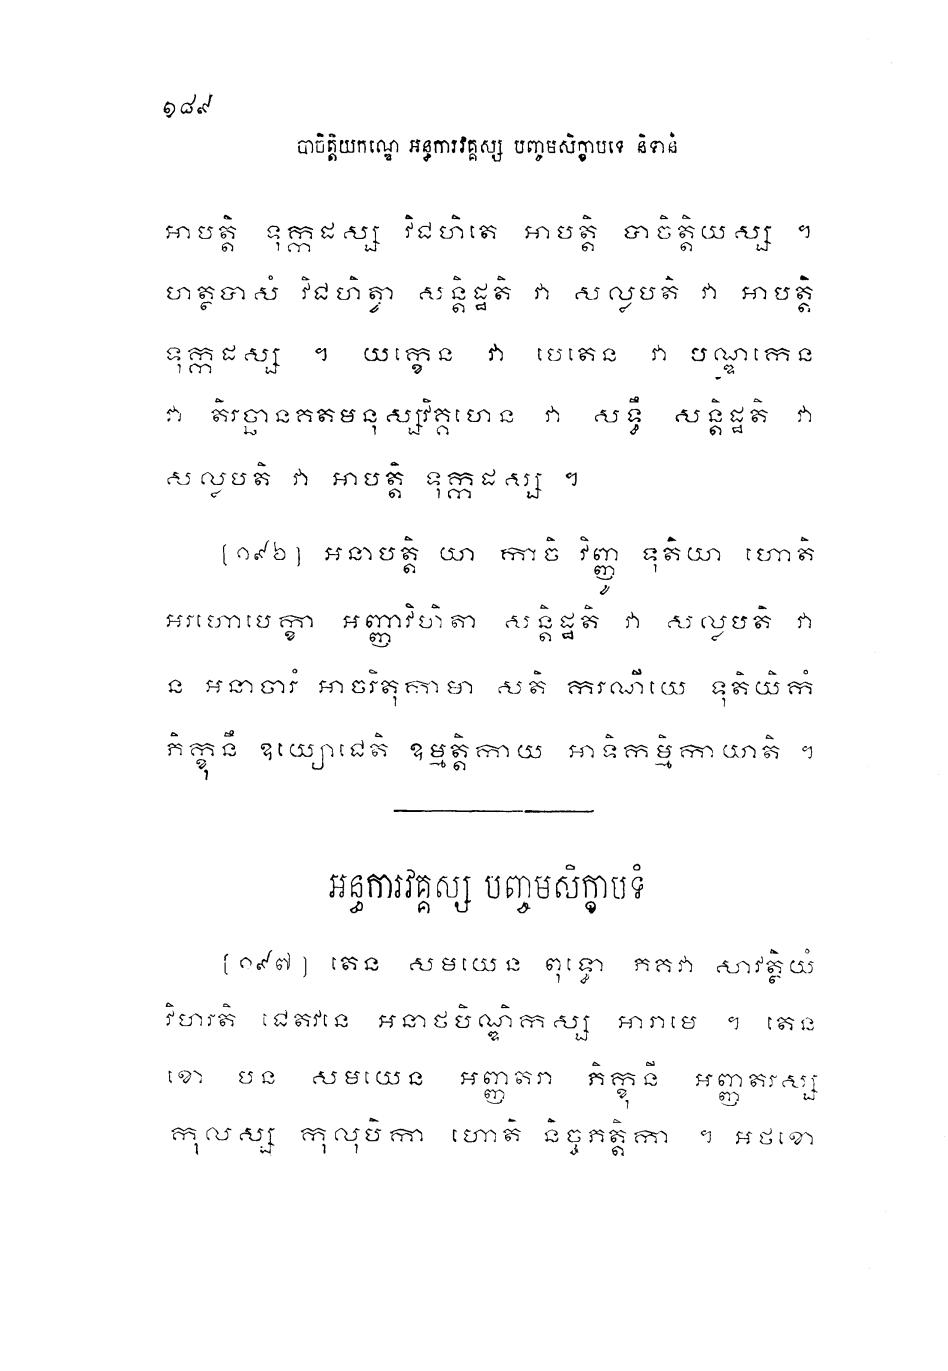 ១៨៩
បាចិត្តិយកណ្ឌេ អន្ធការវគ្គស្ស បញ្ចមសិក្ខាបទេ និទានំ
អាបត្តិ ទុក្កដស្ស វិជហិតេ អាបត្តិ បាចិត្តិយស្ស ។
ហត្ថបាសំ វិជហិត្វា សន្តិដ្ឋតិ វា សល្លបតិ វា អាបត្តិ
ទុក្កដស្ស ។ យក្ខេន វា បេតេន វា បណ្ឌកេន
វា តិរច្ឆានគតមនុស្សវិគ្គហេន វា សទ្ធឹ សន្តិដ្ឋតិ វា
សល្លបតិ វា អាបត្តិ ទុក្កដស្ស ។
(១៩៦) អនាបត្តិ យា កាចិ វិញ្ញូ ទុតិយា ហោតិ
អរហោបេក្ខា អញ្ញាវិហិតា សន្តិដ្ឋតិ វា សល្លបតិ វា
ន អនាចារំ អាចរិតុកាមា សតិ ករណីយេ ទុតិយិកំ
ភិក្ខុនឹ ឧយ្យោជេតិ ឧម្មត្តិកាយ អាទិកម្មិកាយាតិ ។
អន្ធការវគ្គស្ស បញ្ចមសិក្ខាបទំ
(១៩៧) តេន សមយេន ពុទ្ធោ ភគវា សាវត្ថិយំ
វិហរតិ ជេតវនេ អនាថបិណ្ឌិកស្ស អារាមេ ។ តេន
ខោ បន សមយេន អញ្ញតរា ភិក្ខុនី អញ្ញតរស្ស
កុលស្ស កុលុបិកា ហោតិ និច្ចភត្តិកា ។ អថខោ